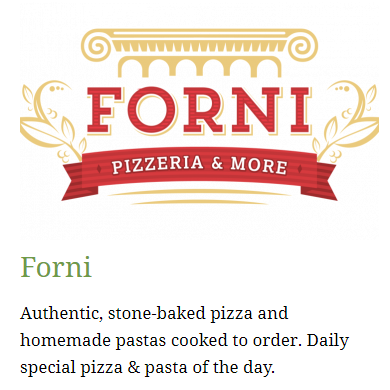 FORNI
PIZZERIA & MORE
Forni
Authentic, stone-baked pizza and
homemade pastas cooked to order. Daily
special pizza & pasta of the day.